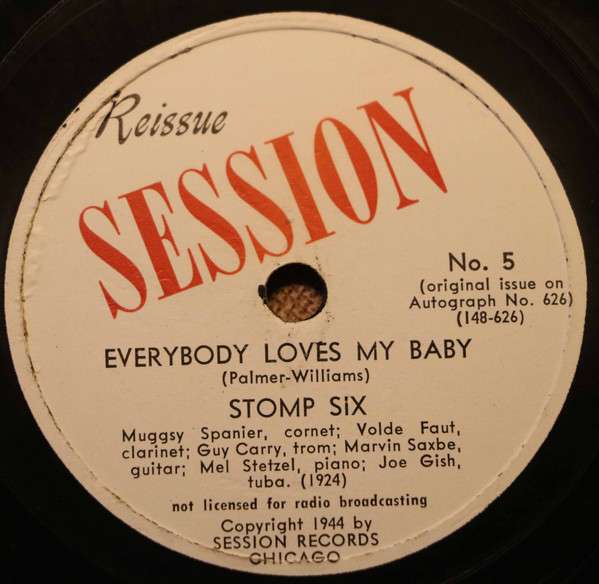 Reissue
SESSION
No. 5
(original issue on
Autograph No. 626)
(148-626)
EVERYBODY LOVES MY BABY
(Palmer-Williams)
STOMP SIX
Muggsy Spanier, cornet; Volde Faut,
clarinet; Guy Carry, trom; Marvin Saxbe,
guitar; Mel Stetzel, piano; Joe Gish,
tuba. (1924)
not licensed for radio broadcasting
Copyright 1944 by
SESSION RECORDS
CHICAGO